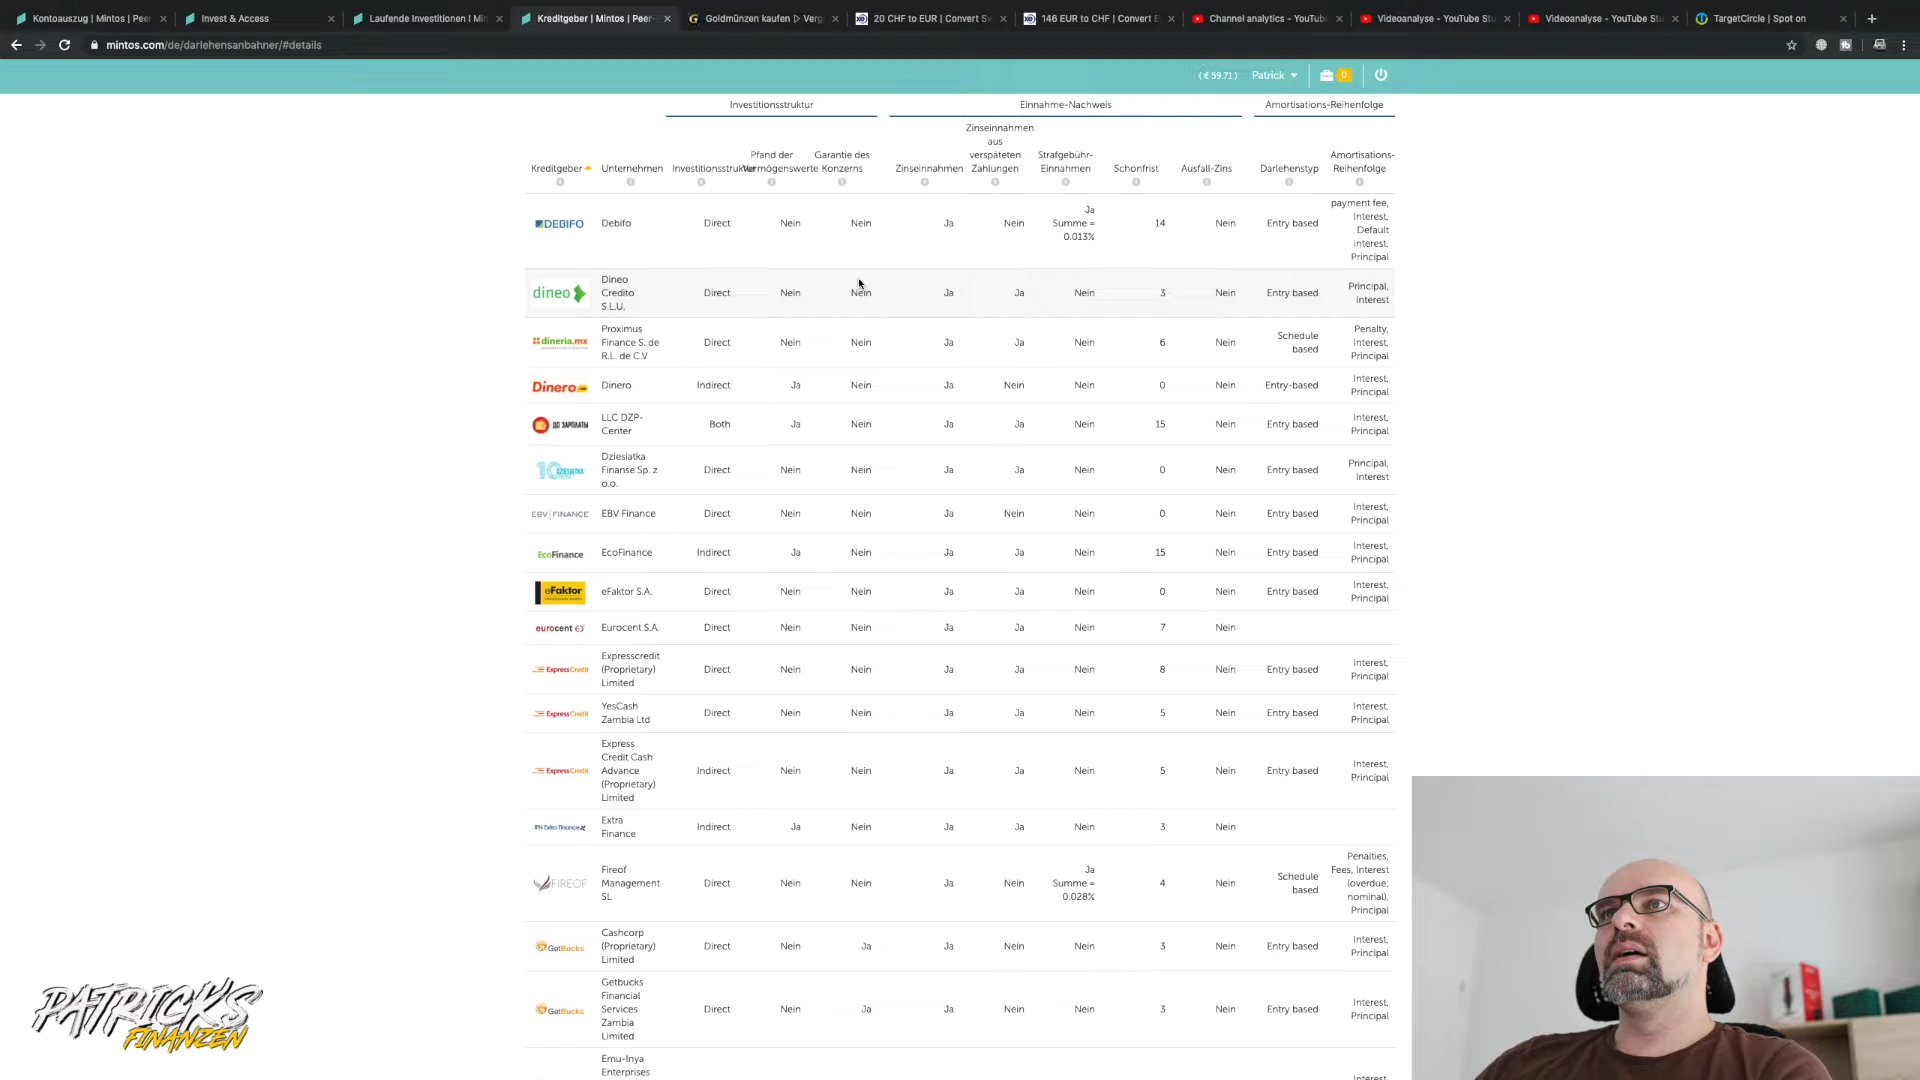 Kontoauszug | Mintos | Peer
Invest & Access
Laufende Investitionen I Min
Kreditgeber | Mintos | Peer-
Goldmünzen kaufen ▷ Verg
20 CHF to EUR | Convert Sw
146 EUR to CHF | Convert E
Channel analytics - YouTube
Videoanalyse - YouTube Stu
Videoanalyse - YouTube Stu
TargetCircle | Spot on
mintos.com/de/darlehensanbahner/#details
( € 59.71 ) Patrick 0
Investitionsstruktur Einnahme-Nachweis Amortisations-Reihenfolge
Kreditgeber
Unternehmen
Investitionsstruktur
Pfand der
Vermögenswerte
Garantie des
Konzerns
Zinseinnahmen
Zinseinnahmen
aus
verspäteten
Zahlungen
Strafgebühr-
Einnahmen
Schonfrist
Ausfall-Zins
Darlehenstyp
Amortisations-
Reihenfolge
DEBIFO
Debifo
Direct Nein Nein Ja Nein
Ja
Summe =
0.013%
14 Nein Entry based
payment fee,
Interest,
Default
interest,
Principal
dineo
Dineo
Credito
S.L.U.
Direct Nein Nein Ja Ja Nein 3 Nein Entry based
Principal,
Interest
dineria.mx
Proximus
Finance S. de
R.L. de C.V
Direct Nein Nein Ja Ja Nein 6 Nein
Schedule
based
Penalty,
Interest,
Principal
Dinero
Dinero
Indirect Ja Nein Ja Nein Nein 0 Nein Entry-based
Interest,
Principal
ДО ЗАРПЛАТЫ
LLC DZP-
Center
Both Ja Nein Ja Ja Nein 15 Nein Entry based
Interest,
Principal
10 DZIESIATKA
Dziesiatka
Finanse Sp. z
o.o.
Direct Nein Nein Ja Ja Nein 0 Nein Entry based
Principal,
Interest
EBV | FINANCE
EBV Finance
Direct Nein Nein Ja Nein Nein 0 Nein Entry based
Interest,
Principal
EcoFinance
EcoFinance
Indirect Ja Nein Ja Ja Nein 15 Nein Entry based
Interest,
Principal
eFaktor
eFaktor S.A.
Direct Nein Nein Ja Ja Nein 0 Nein Entry based
Interest,
Principal
eurocent
Eurocent S.A.
Direct Nein Nein Ja Ja Nein 7 Nein
ExpressCredit
Expresscredit
(Proprietary)
Limited
Direct Nein Nein Ja Ja Nein 8 Nein Entry based
Interest,
Principal
ExpressCredit
YesCash
Zambia Ltd
Direct Nein Nein Ja Ja Nein 5 Nein Entry based
Interest,
Principal
ExpressCredit
Express
Credit Cash
Advance
(Proprietary)
Limited
Indirect Nein Nein Ja Ja Nein 5 Nein Entry based
Interest,
Principal
IFN Extra Finance
Extra
Finance
Indirect Ja Nein Ja Ja Nein 3 Nein
FIREOF
Fireof
Management
SL
Direct Nein Nein Ja Nein
Ja
Summe =
0.028%
4 Nein
Schedule
based
Penalties,
Fees, Interest
(overdue;
nominal),
Principal
GetBucks
Cashcorp
(Proprietary)
Limited
Direct Nein Ja Ja Nein Nein 3 Nein Entry based
Interest,
Principal
GetBucks
Getbucks
Financial
Services
Zambia
Limited
Direct Nein Ja Ja Nein Nein 3 Nein Entry based
Interest,
Principal
Emu-Inya
Enterprises
Interest,
PATRICKS
FINANZEN